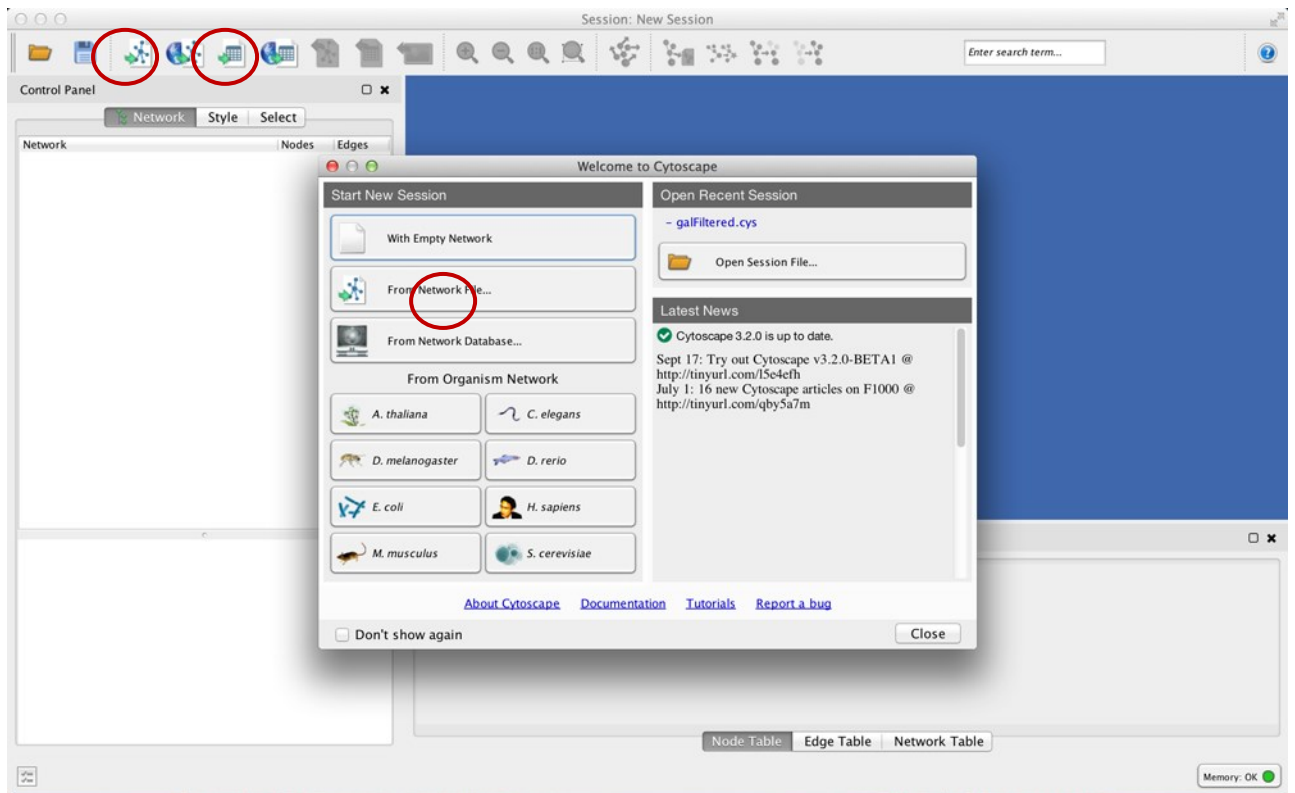 Session: New Session
Enter search term...
Control Panel
Network
Style
Select
Network
Nodes
Edges
Welcome to Cytoscape
Start New Session
With Empty Network
From Network File...
From Network Database...
From Organism Network
A. thaliana
C. elegans
D. melanogaster
D. rerio
E. coli
H. sapiens
M. musculus
S. cerevisiae
Open Recent Session
- galFiltered.cys
Open Session File...
Latest News
Cytoscape 3.2.0 is up to date.
Sept 17: Try out Cytoscape v3.2.0-BETA1 @
http://tinyurl.com/l5e4efh
July 1: 16 new Cytoscape articles on F1000 @
http://tinyurl.com/qby5a7m
About Cytoscape
Documentation
Tutorials
Report a bug
Don't show again
Close
Node Table
Edge Table
Network Table
Memory: OK